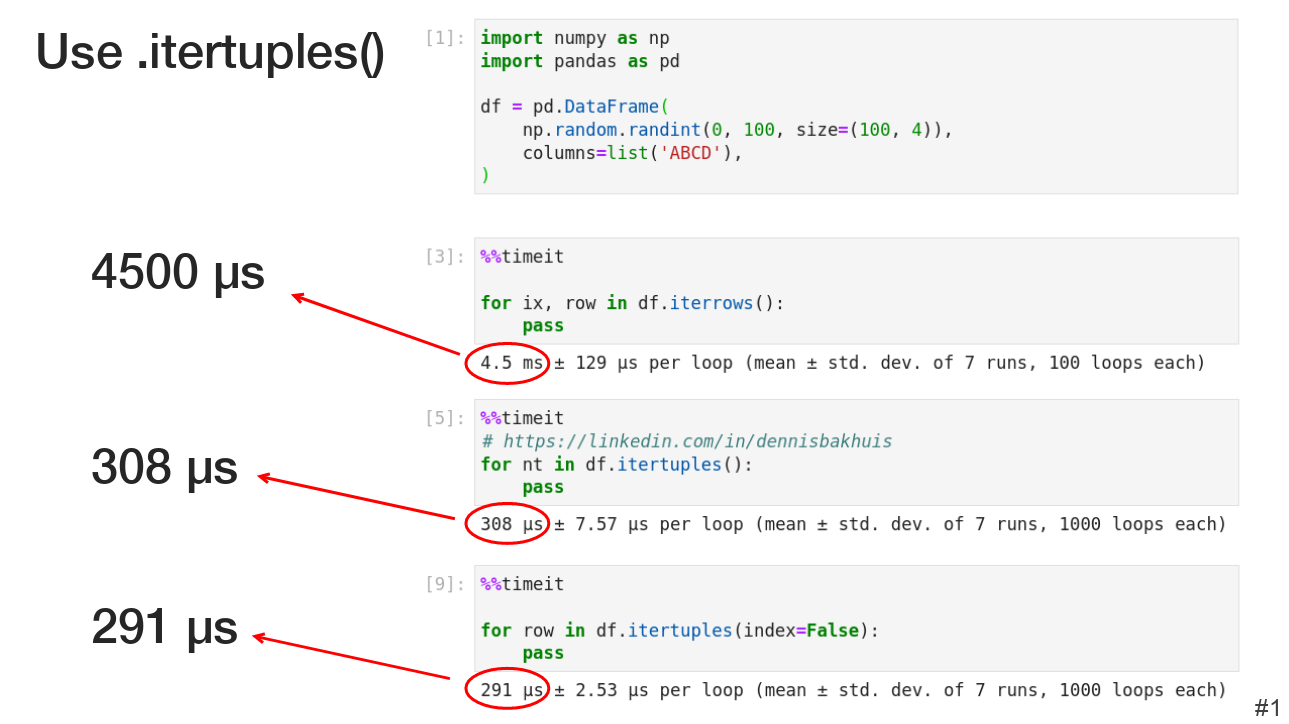 Use .itertuples()
[1]: import numpy as np
import pandas as pd
df = pd.DataFrame(
    np.random.randint(0, 100, size=(100, 4)),
    columns=list('ABCD'),
)
4500 µs
[3]: %%timeit
for ix, row in df.iterrows():
    pass
4.5 ms ± 129 µs per loop (mean ± std. dev. of 7 runs, 100 loops each)
308 µs
[5]: %%timeit
# https://linkedin.com/in/dennisbakhuis
for nt in df.itertuples():
    pass
308 µs ± 7.57 µs per loop (mean ± std. dev. of 7 runs, 1000 loops each)
291 µs
[9]: %%timeit
for row in df.itertuples(index=False):
    pass
291 µs ± 2.53 µs per loop (mean ± std. dev. of 7 runs, 1000 loops each)
#1